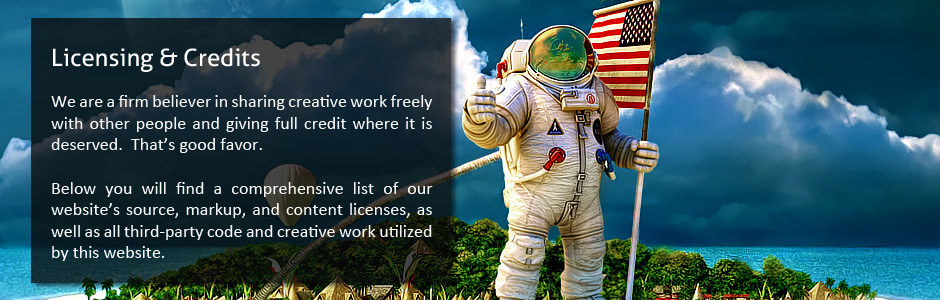 Licensing & Credits
We are a firm believer in sharing creative work freely
with other people and giving full credit where it is
deserved. That's good favor.
Below you will find a comprehensive list of our
website's source, markup, and content licenses, as
well as all third-party code and creative work utilized
by this website.